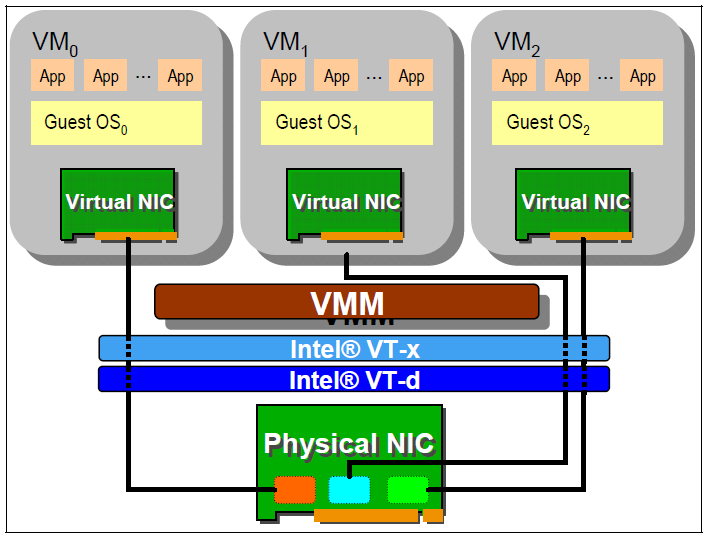 VM0 VM1 VM2
App App ... App App App ... App App App ... App
Guest OS0 Guest OS1 Guest OS2
Virtual NIC Virtual NIC Virtual NIC
VMM
Intel® VT-x
Intel® VT-d
Physical NIC